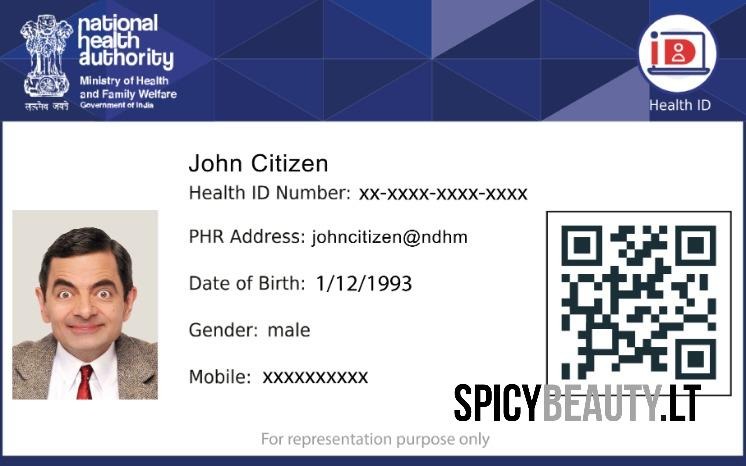 national
health
authority
Ministry of Health
and Family Welfare
Government of India
सत्यमेव जयते
Health ID
John Citizen
Health ID Number: xx-xxxx-xxxx-xxxx
PHR Address: johncitizen@ndhm
Date of Birth: 1/12/1993
Gender: male
Mobile: xxxxxxxxxx
SPICYBEAUTY.LT
For representation purpose only